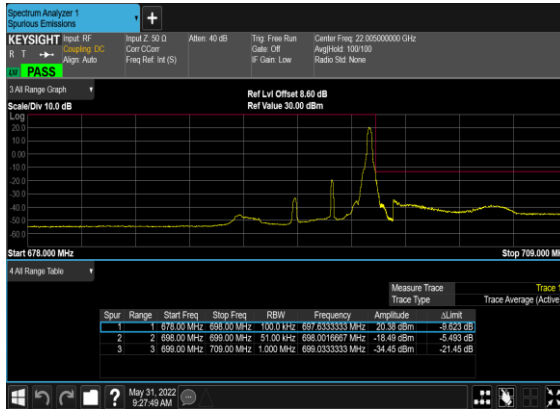 Spectrum Analyzer 1
Spurious Emissions
KEYSIGHT Input: RF Input Z: 50 Ω Atten: 40 dB Trig: Free Run Center Freq: 22.005000000 GHz
R T Coupling: DC Corr CCorr Gate: Off Avg|Hold: 100/100
Align: Auto Freq Ref: Int (S) IF Gain: Low Radio Std: None
PASS
3 All Range Graph
Ref Lvl Offset 8.60 dB
Scale/Div 10.0 dB Ref Value 30.00 dBm
Log
20.0
10.0
0.00
-10.0
-20.0
-30.0
-40.0
-50.0
-60.0
Start 678.000 MHz Stop 709.000 M
4 All Range Table
Measure Trace Trace 1
Trace Type Trace Average (Active
Spur Range Start Freq Stop Freq RBW Frequency Amplitude ΔLimit
1 1 678.00 MHz 698.00 MHz 100.0 kHz 697.6333333 MHz 20.38 dBm -9.623 dB
2 2 698.00 MHz 699.00 MHz 51.00 kHz 698.0016667 MHz -18.49 dBm -5.493 dB
3 3 699.00 MHz 709.00 MHz 1.000 MHz 699.0333333 MHz -34.45 dBm -21.45 dB
May 31, 2022
9:27:49 AM